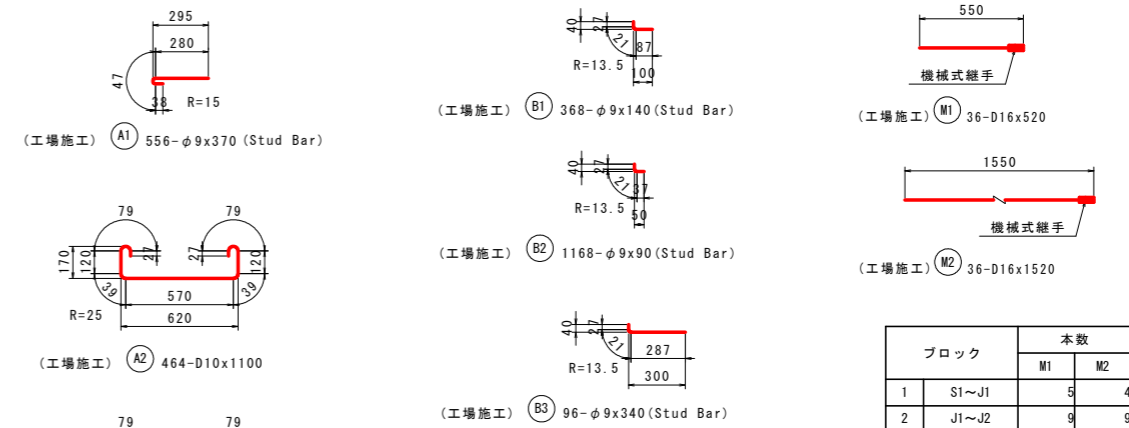 295
280
47
38
R=15
(工場施工) A1 556-φ9x370 (Stud Bar)
79
79
170
120
27
27
120
39
570
39
R=25
620
(工場施工) A2 464-D10x1100
79
79
40
27
21
87
R=13.5
100
(工場施工) B1 368-φ9x140(Stud Bar)
40
27
21
37
R=13.5
50
(工場施工) B2 1168-φ9x90(Stud Bar)
40
27
21
287
R=13.5
300
(工場施工) B3 96-φ9x340(Stud Bar)
550
機械式継手
(工場施工) M1 36-D16x520
1550
機械式継手
(工場施工) M2 36-D16x1520
ブロック 本数
M1 M2
1 S1~J1 5 4
2 J1~J2 9 9